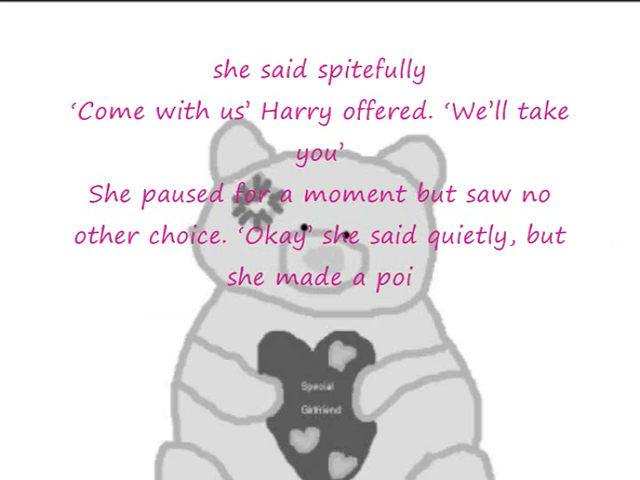 she said spitefully
‘Come with us’ Harry offered. ‘We’ll take
you’
She paused for a moment but saw no
other choice. ‘Okay’ she said quietly, but
she made a poi
Special
Girlfriend